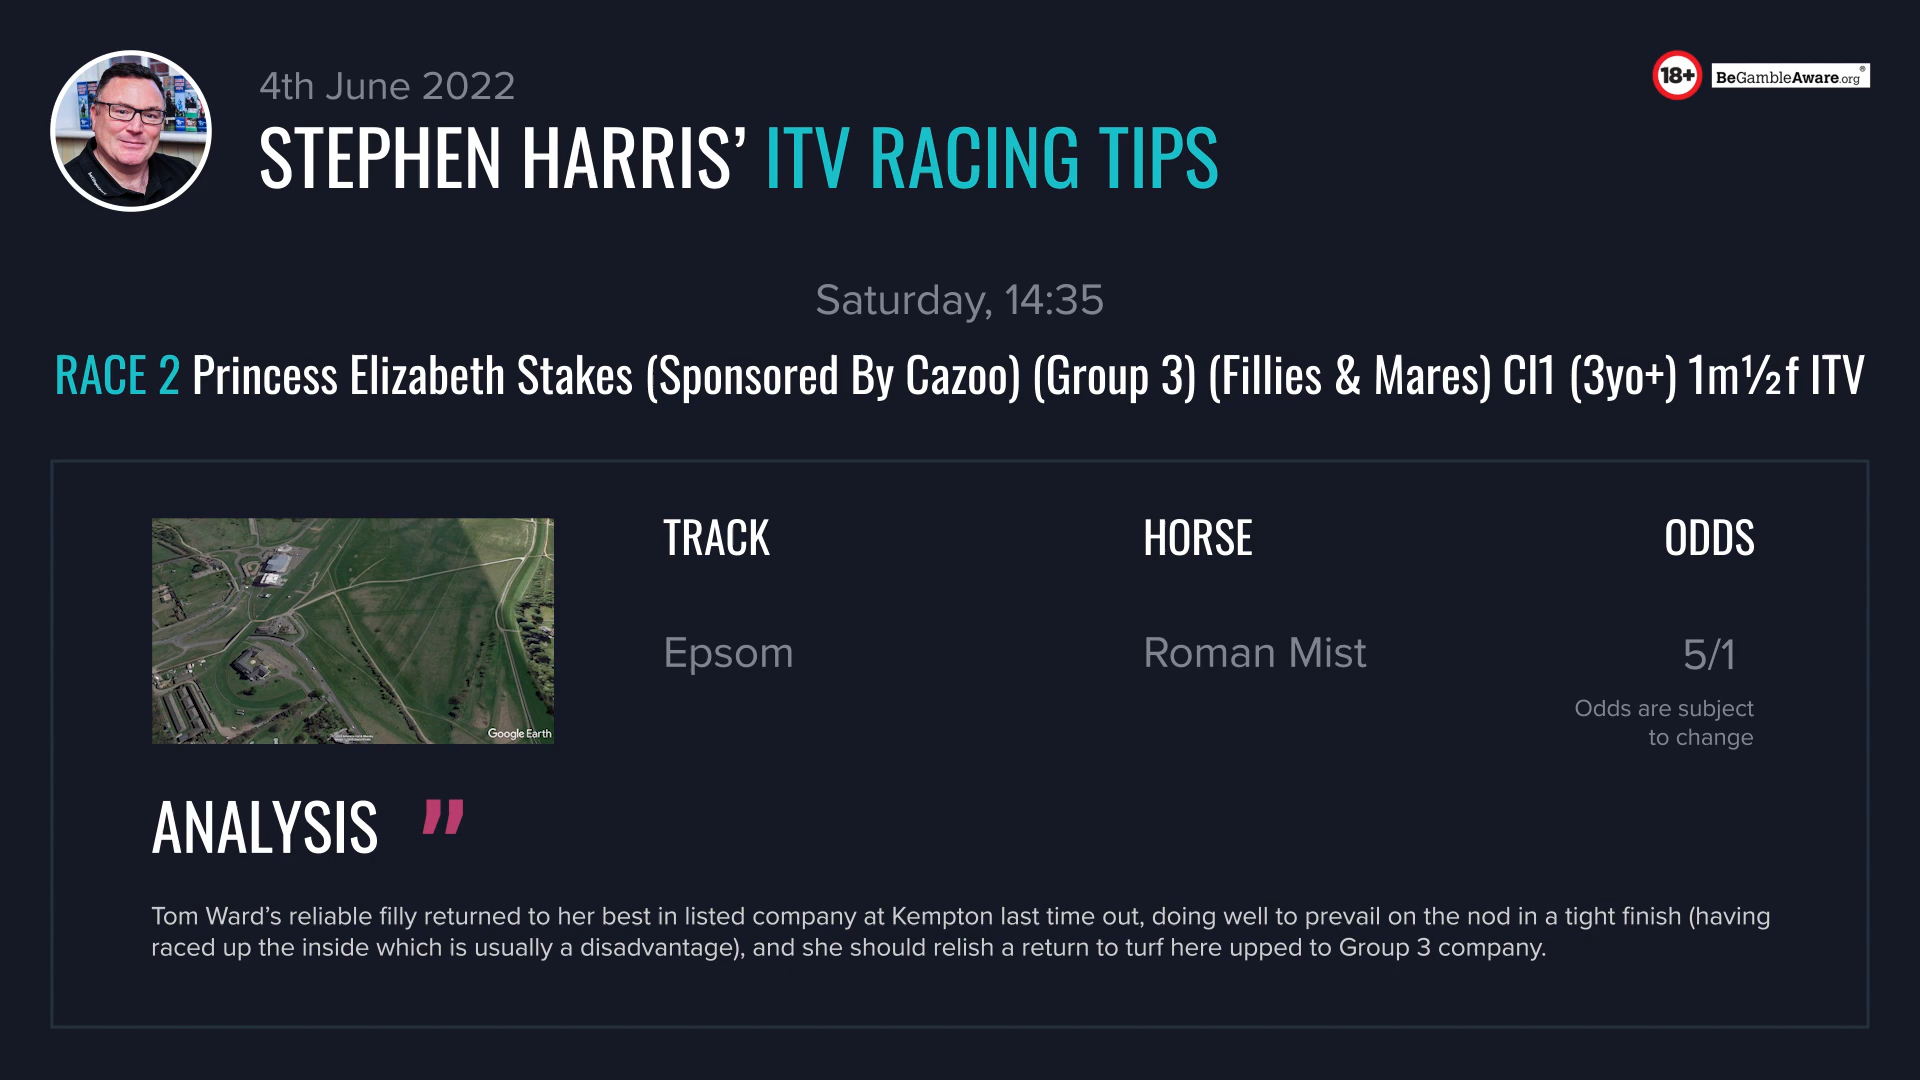 4th June 2022
STEPHEN HARRIS’ ITV RACING TIPS
18+
BeGambleAware.org®
Saturday, 14:35
RACE 2 Princess Elizabeth Stakes (Sponsored By Cazoo) (Group 3) (Fillies & Mares) Cl1 (3yo+) 1m½f ITV
TRACK
HORSE
ODDS
Epsom
Roman Mist
5/1
Odds are subject
to change
Google Earth
ANALYSIS ”
Tom Ward’s reliable filly returned to her best in listed company at Kempton last time out, doing well to prevail on the nod in a tight finish (having
raced up the inside which is usually a disadvantage), and she should relish a return to turf here upped to Group 3 company.